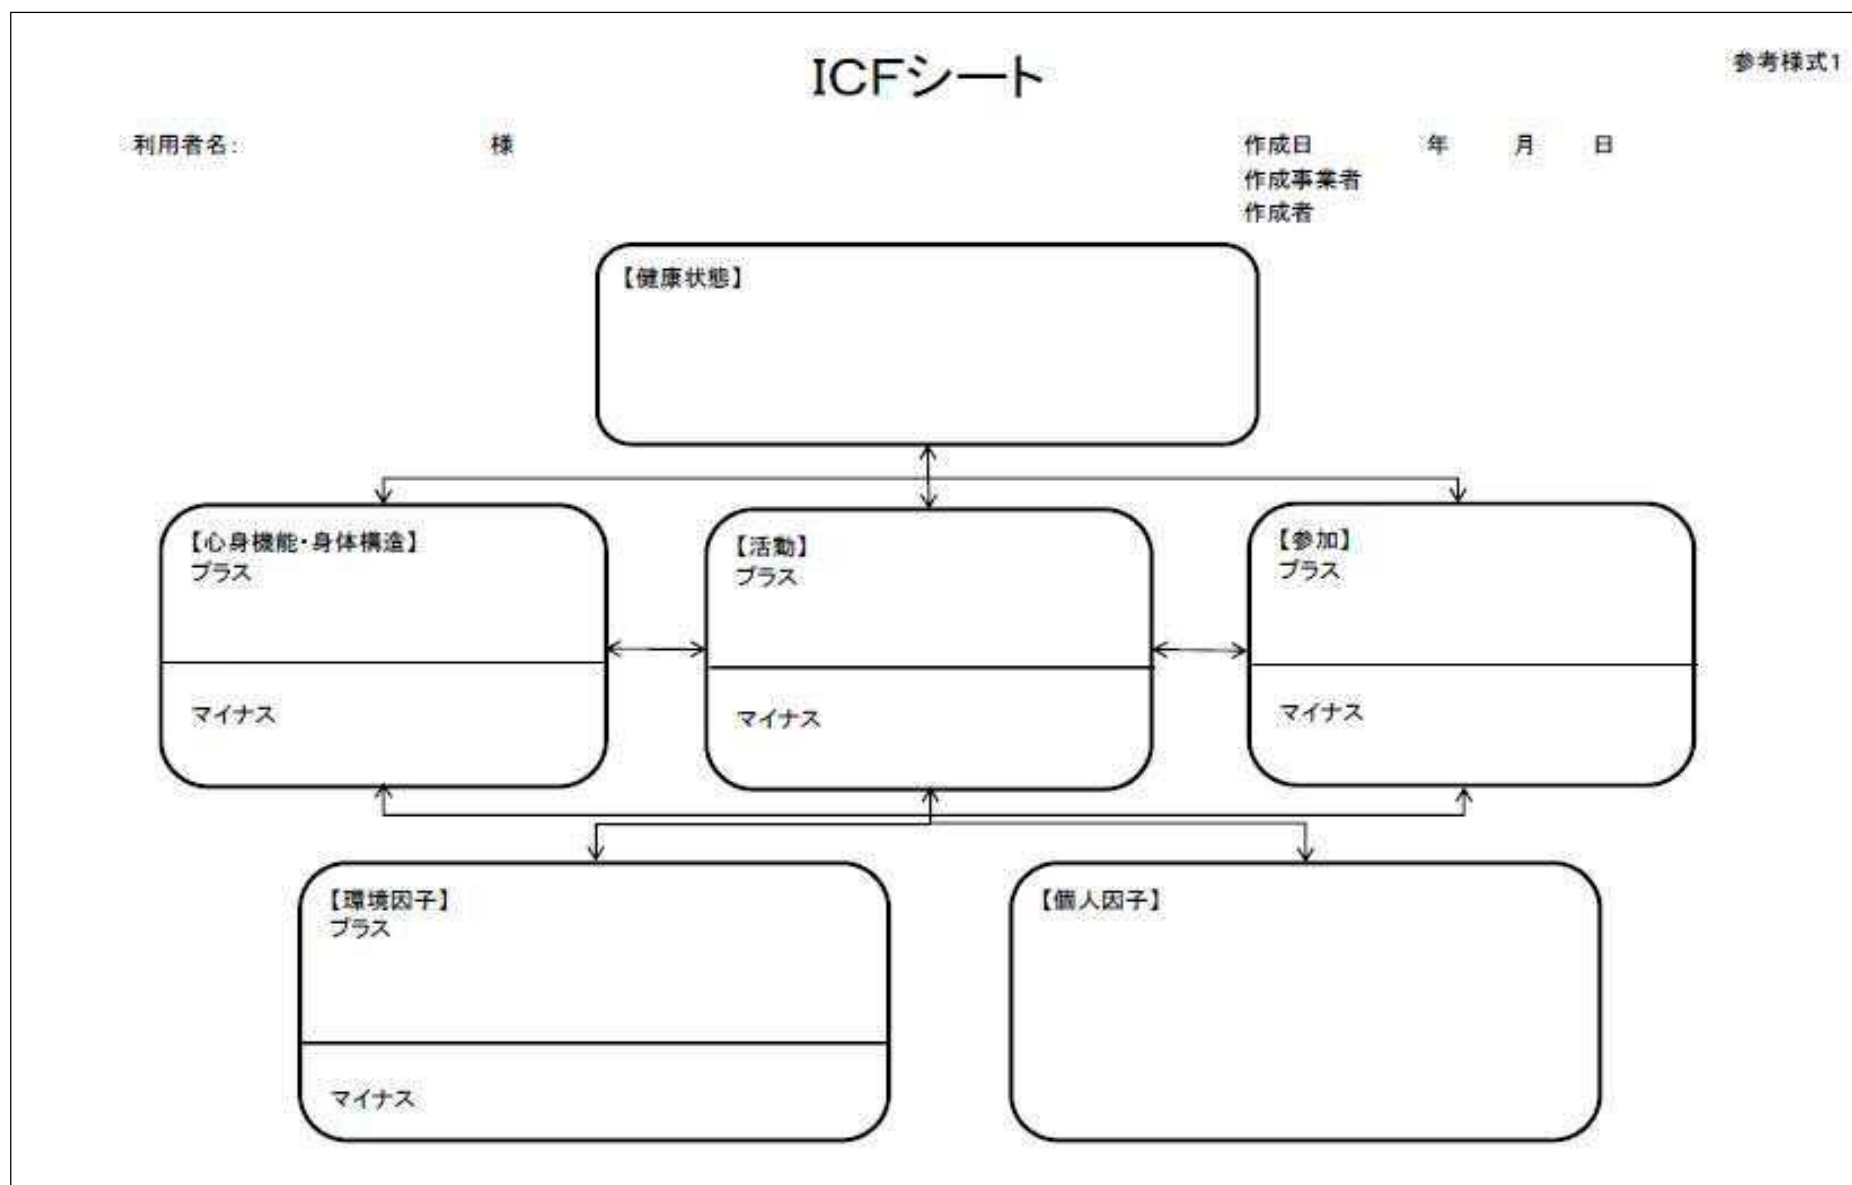 ICFシート
参考様式1
利用者名: 様
作成日 年 月 日
作成事業者
作成者
【健康状態】
【心身機能・身体構造】
プラス
マイナス
【活動】
プラス
マイナス
【参加】
プラス
マイナス
【環境因子】
プラス
マイナス
【個人因子】